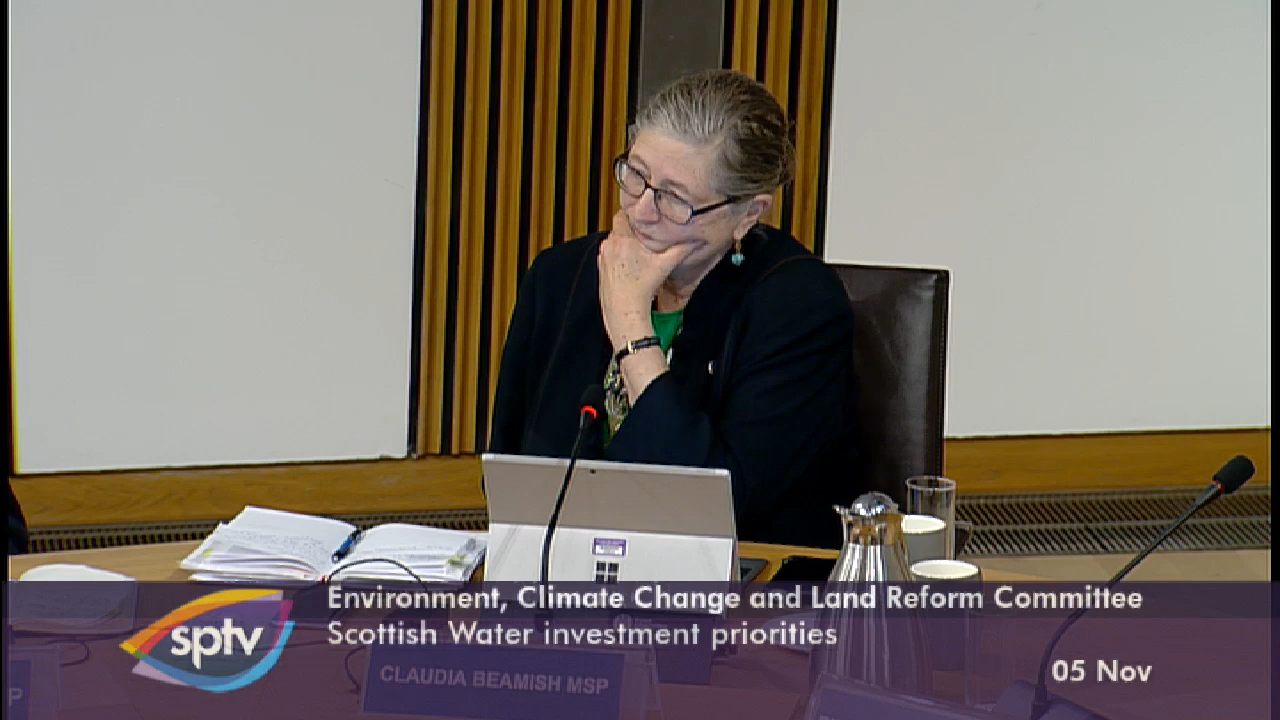 Environment, Climate Change and Land Reform Committee
Scottish Water investment priorities
sptv
05 Nov
CLAUDIA BEAMISH MSP
P